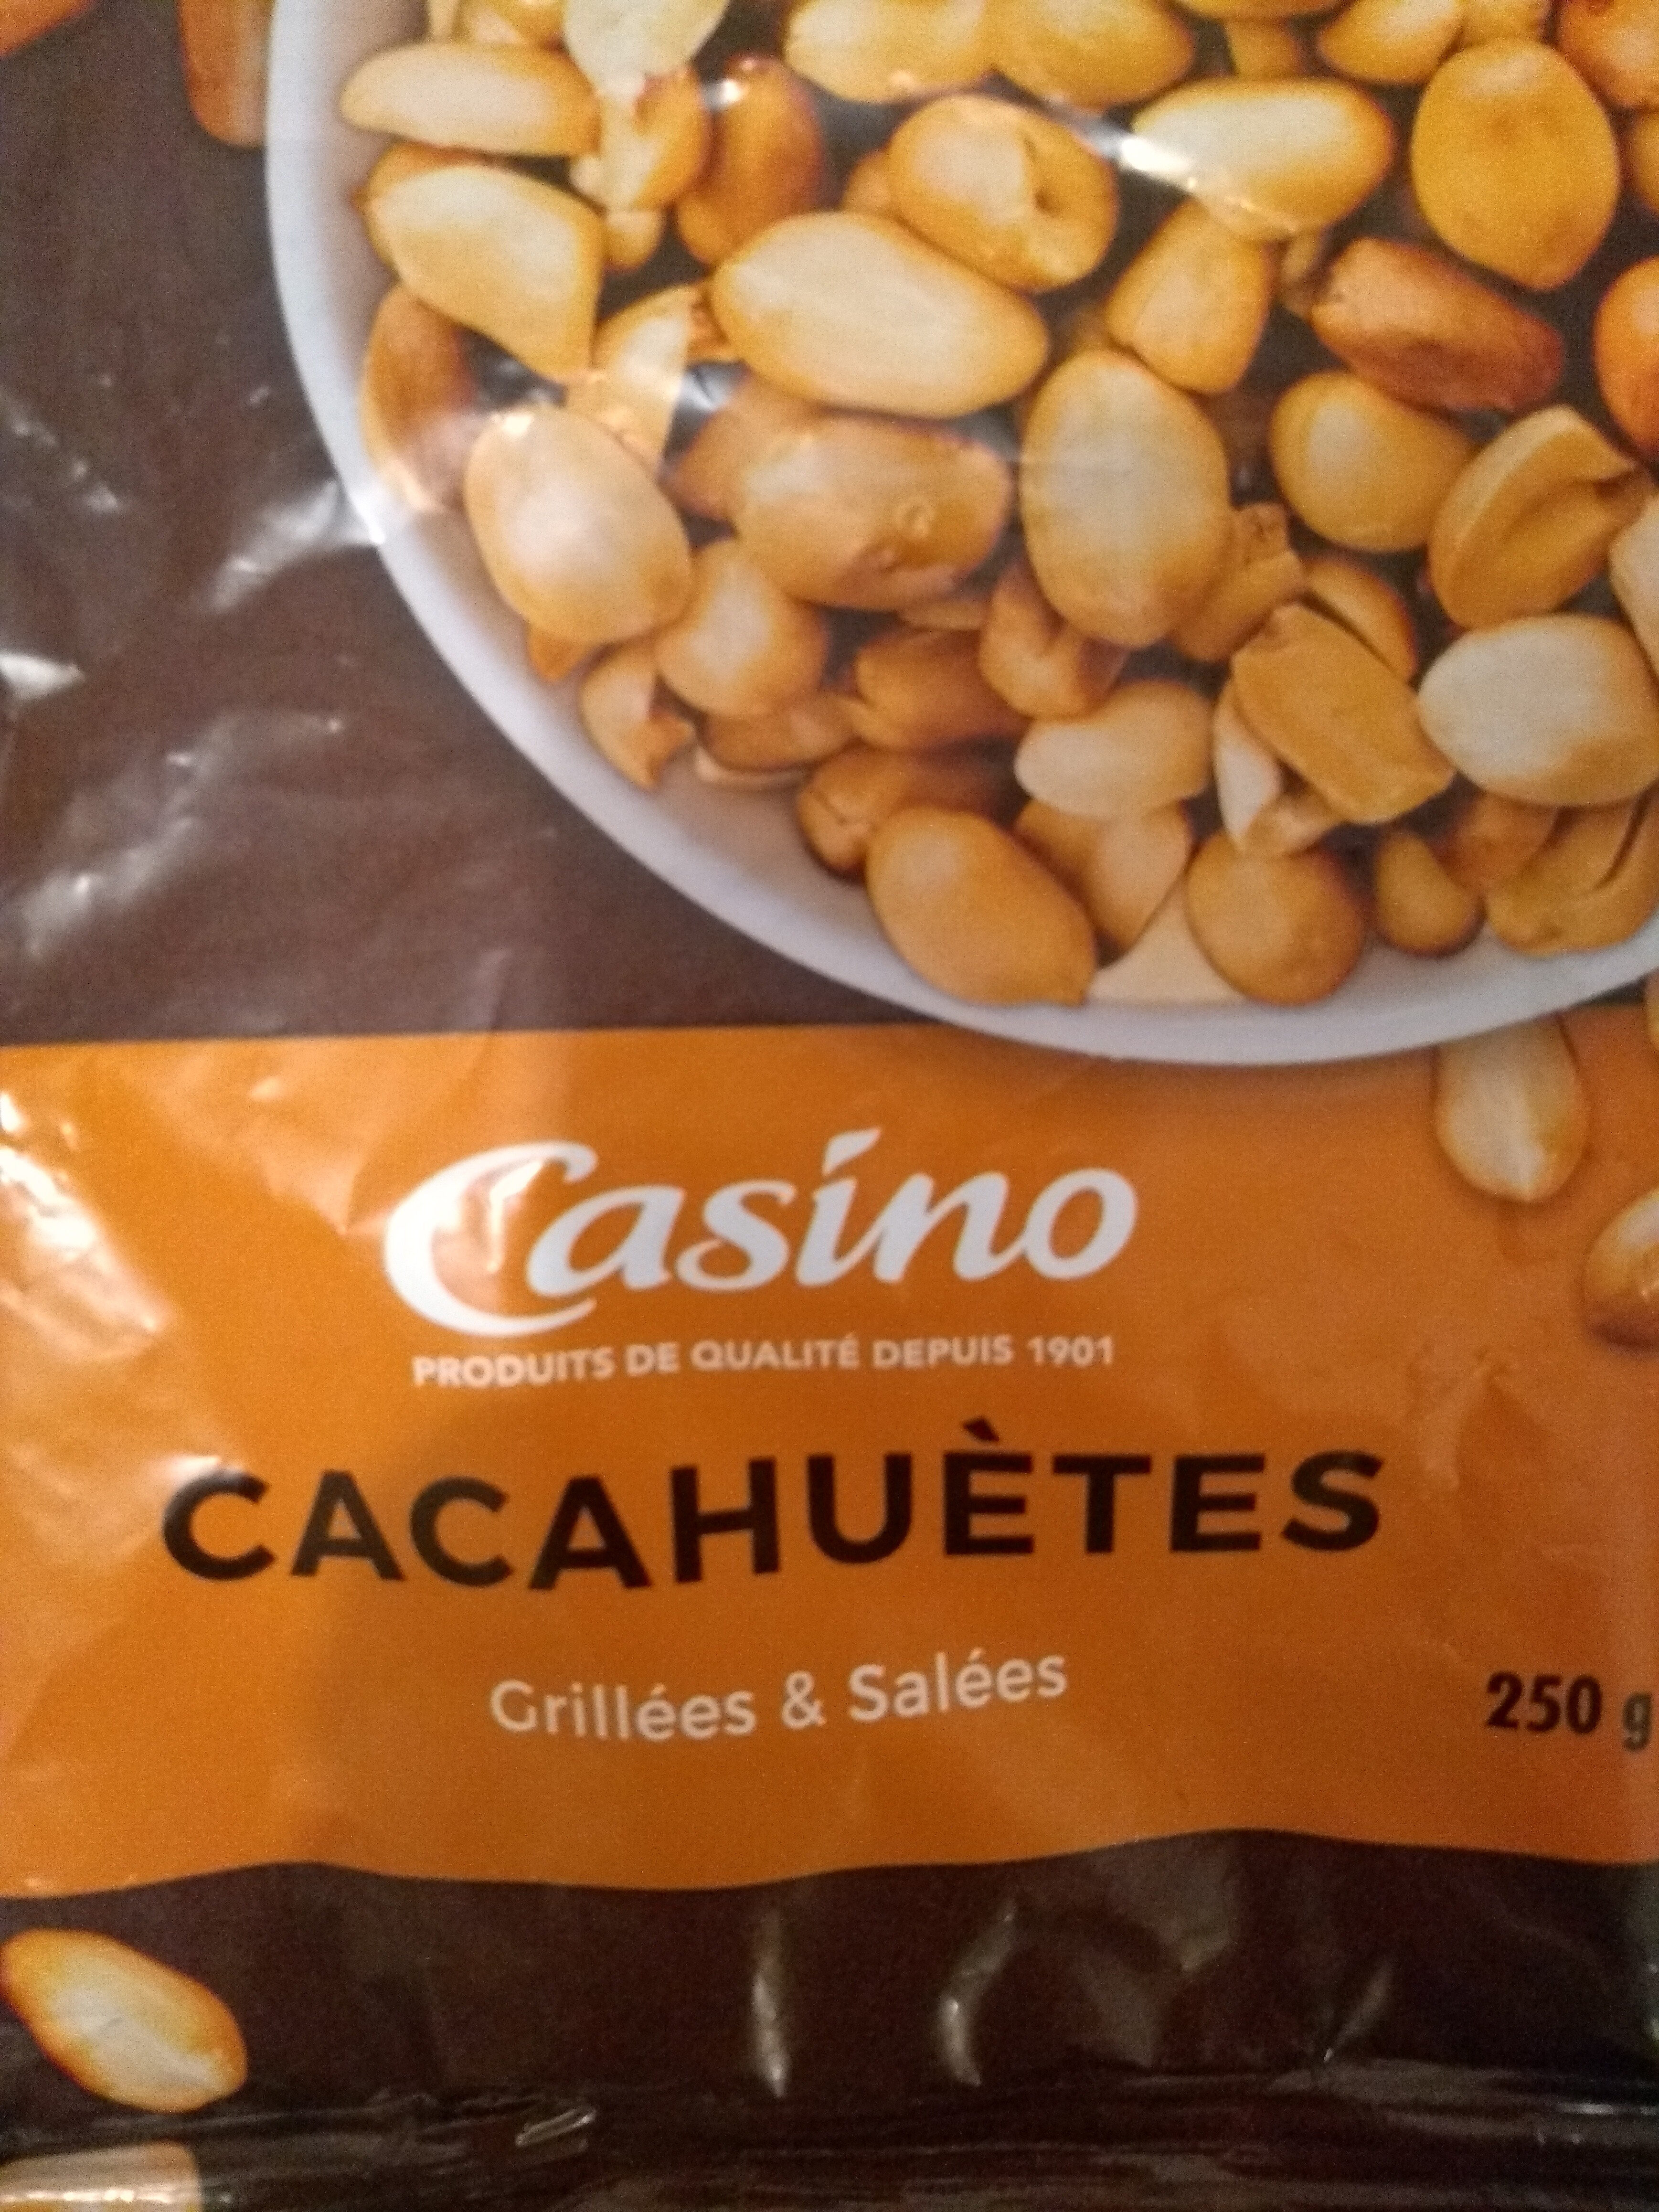 Casino
PRODUITS DE QUALITÉ DEPUIS 1901
CACAHUÈTES
Grillées & Salées
250 g